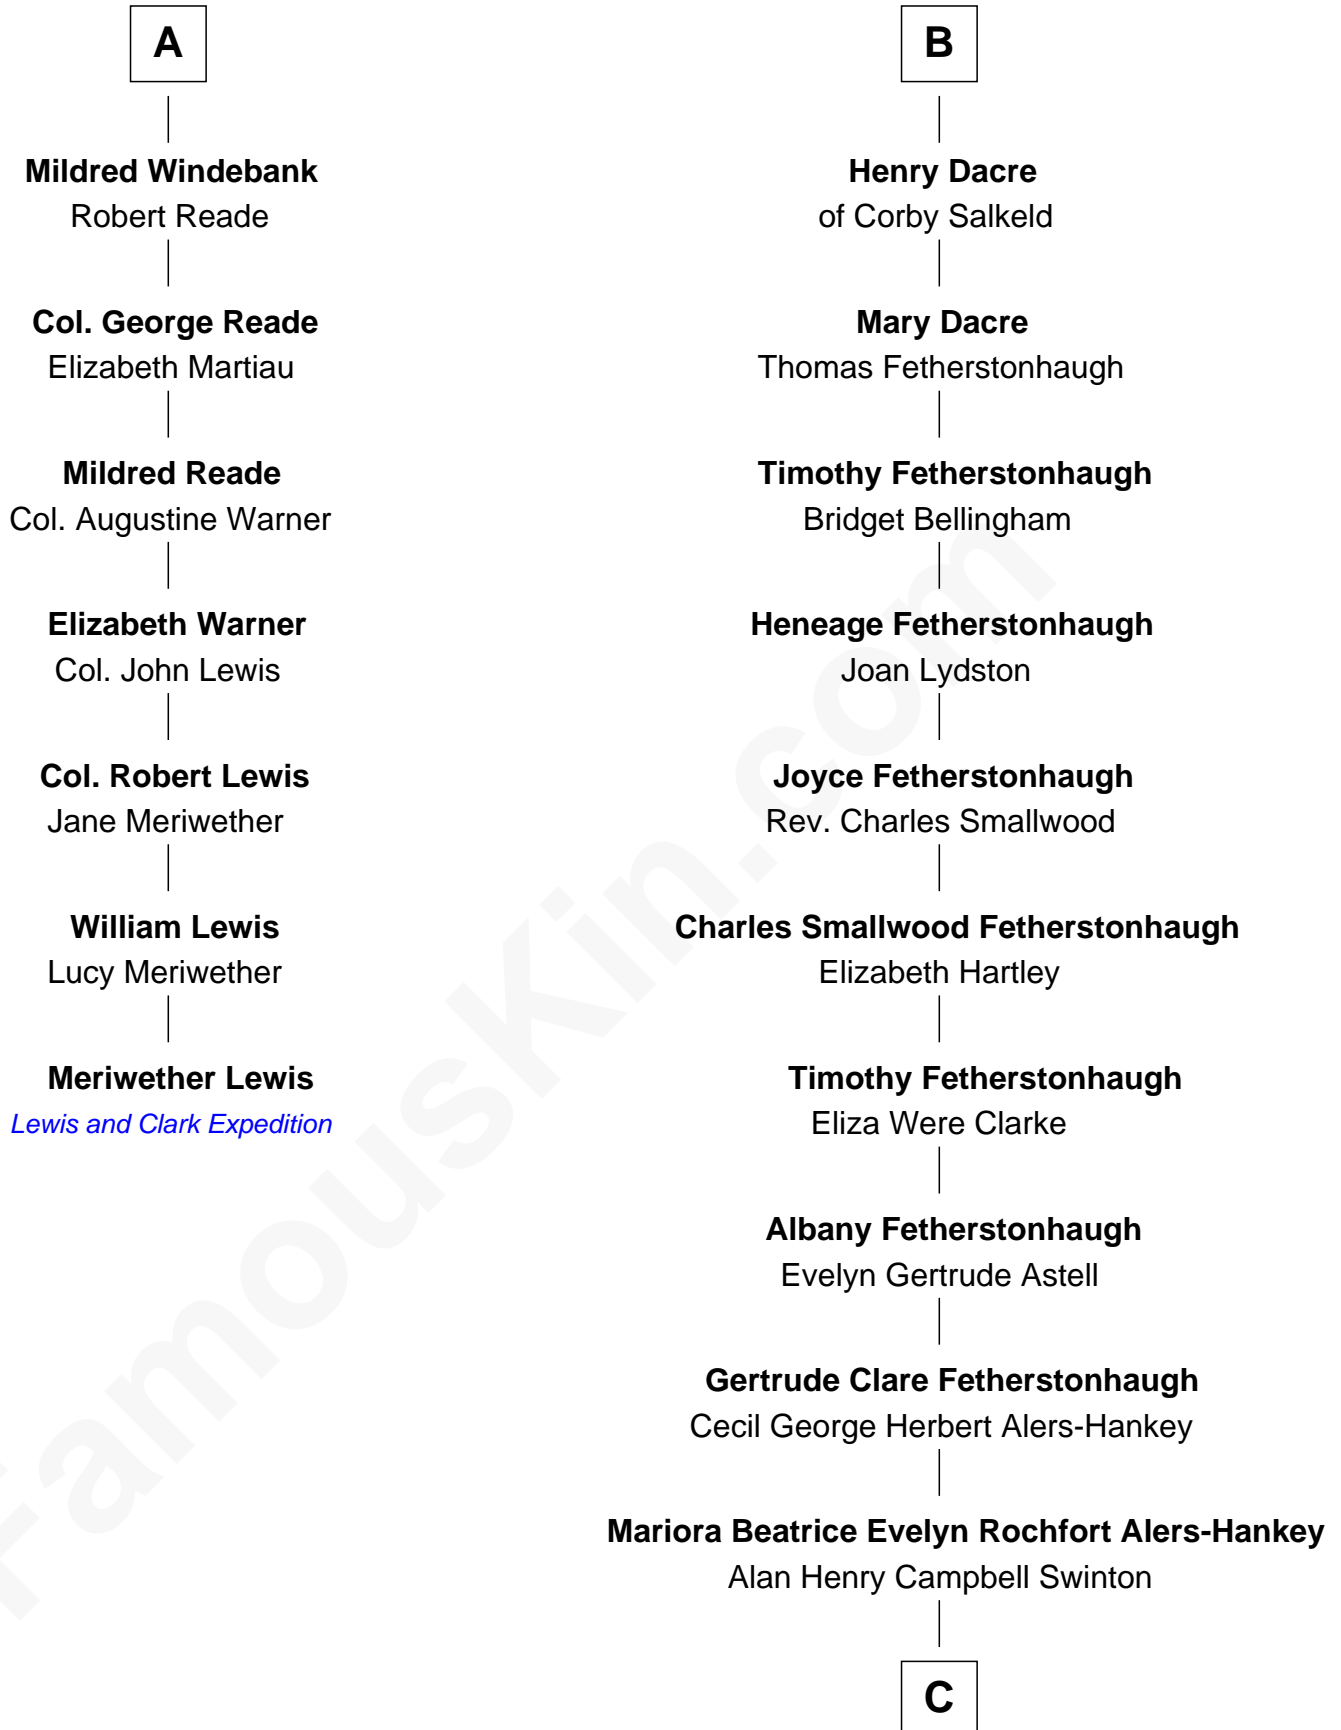 A
Mildred Windebank
Robert Reade
Col. George Reade
Elizabeth Martiau
Mildred Reade
Col. Augustine Warner
Elizabeth Warner
Col. John Lewis
Col. Robert Lewis
Jane Meriwether
William Lewis
Lucy Meriwether
Meriwether Lewis
Lewis and Clark Expedition
B
Henry Dacre
of Corby Salkeld
Mary Dacre
Thomas Fetherstonhaugh
Timothy Fetherstonhaugh
Bridget Bellingham
Heneage Fetherstonhaugh
Joan Lydston
Joyce Fetherstonhaugh
Rev. Charles Smallwood
Charles Smallwood Fetherstonhaugh
Elizabeth Hartley
Timothy Fetherstonhaugh
Eliza Were Clarke
Albany Fetherstonhaugh
Evelyn Gertrude Astell
Gertrude Clare Fetherstonhaugh
Cecil George Herbert Alers-Hankey
Mariora Beatrice Evelyn Rochfort Alers-Hankey
Alan Henry Campbell Swinton
C
FamousKin.com